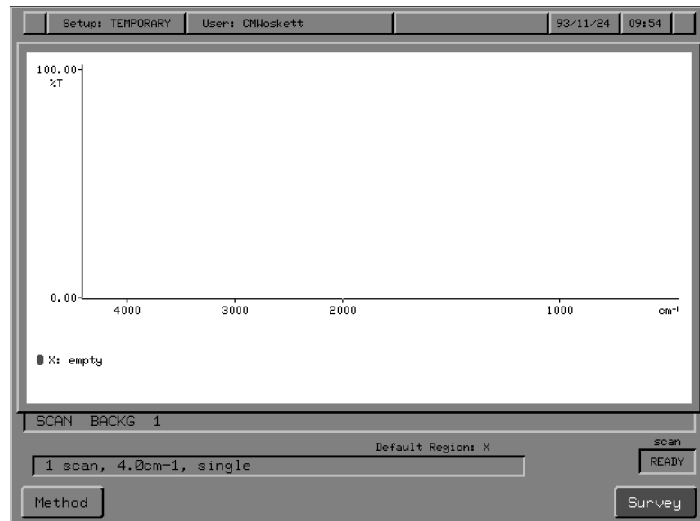 Setup: TEMPORARY User: CMWoskett 93/11/24 09:54
100.00
%T
0.00
4000 3000 2000 1000 cm-1
X: empty
SCAN BACKG 1
Default Region: X scan
1 scan, 4.0cm-1, single READY
Method Survey